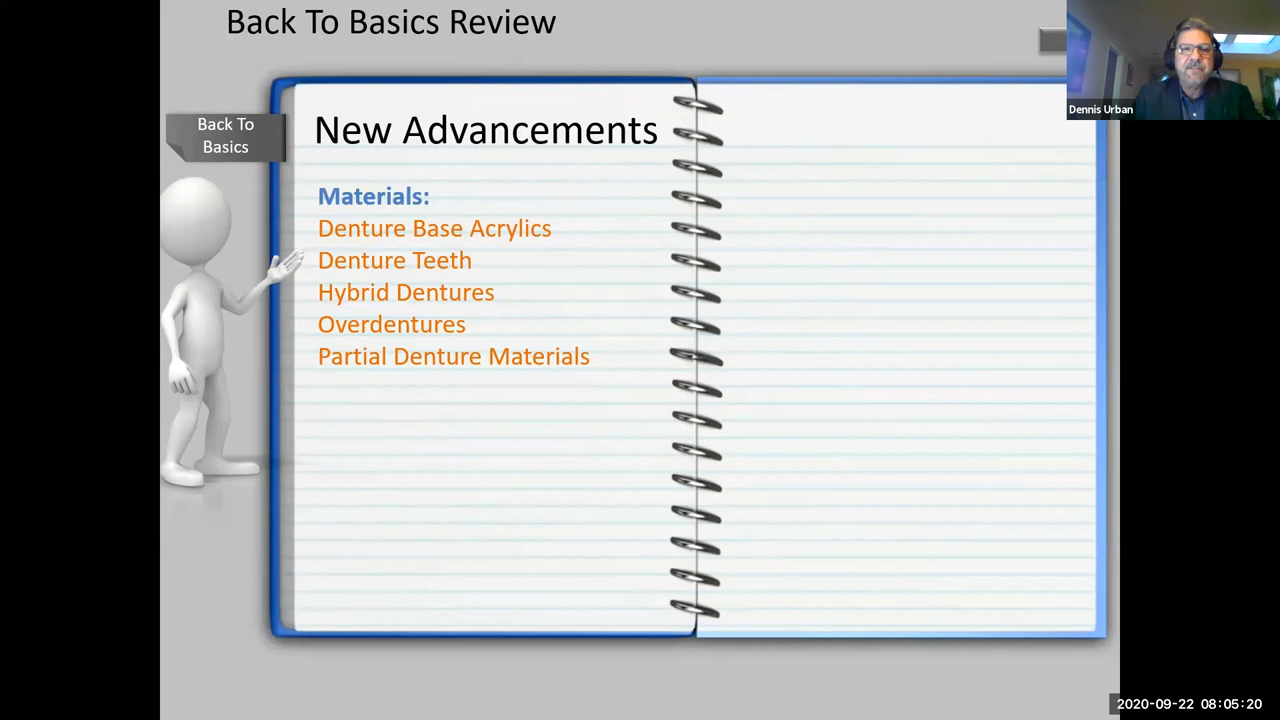 Back To Basics Review
Dennis Urban
Back To
Basics
New Advancements
Materials:
Denture Base Acrylics
Denture Teeth
Hybrid Dentures
Overdentures
Partial Denture Materials
2020-09-22 08:05:20